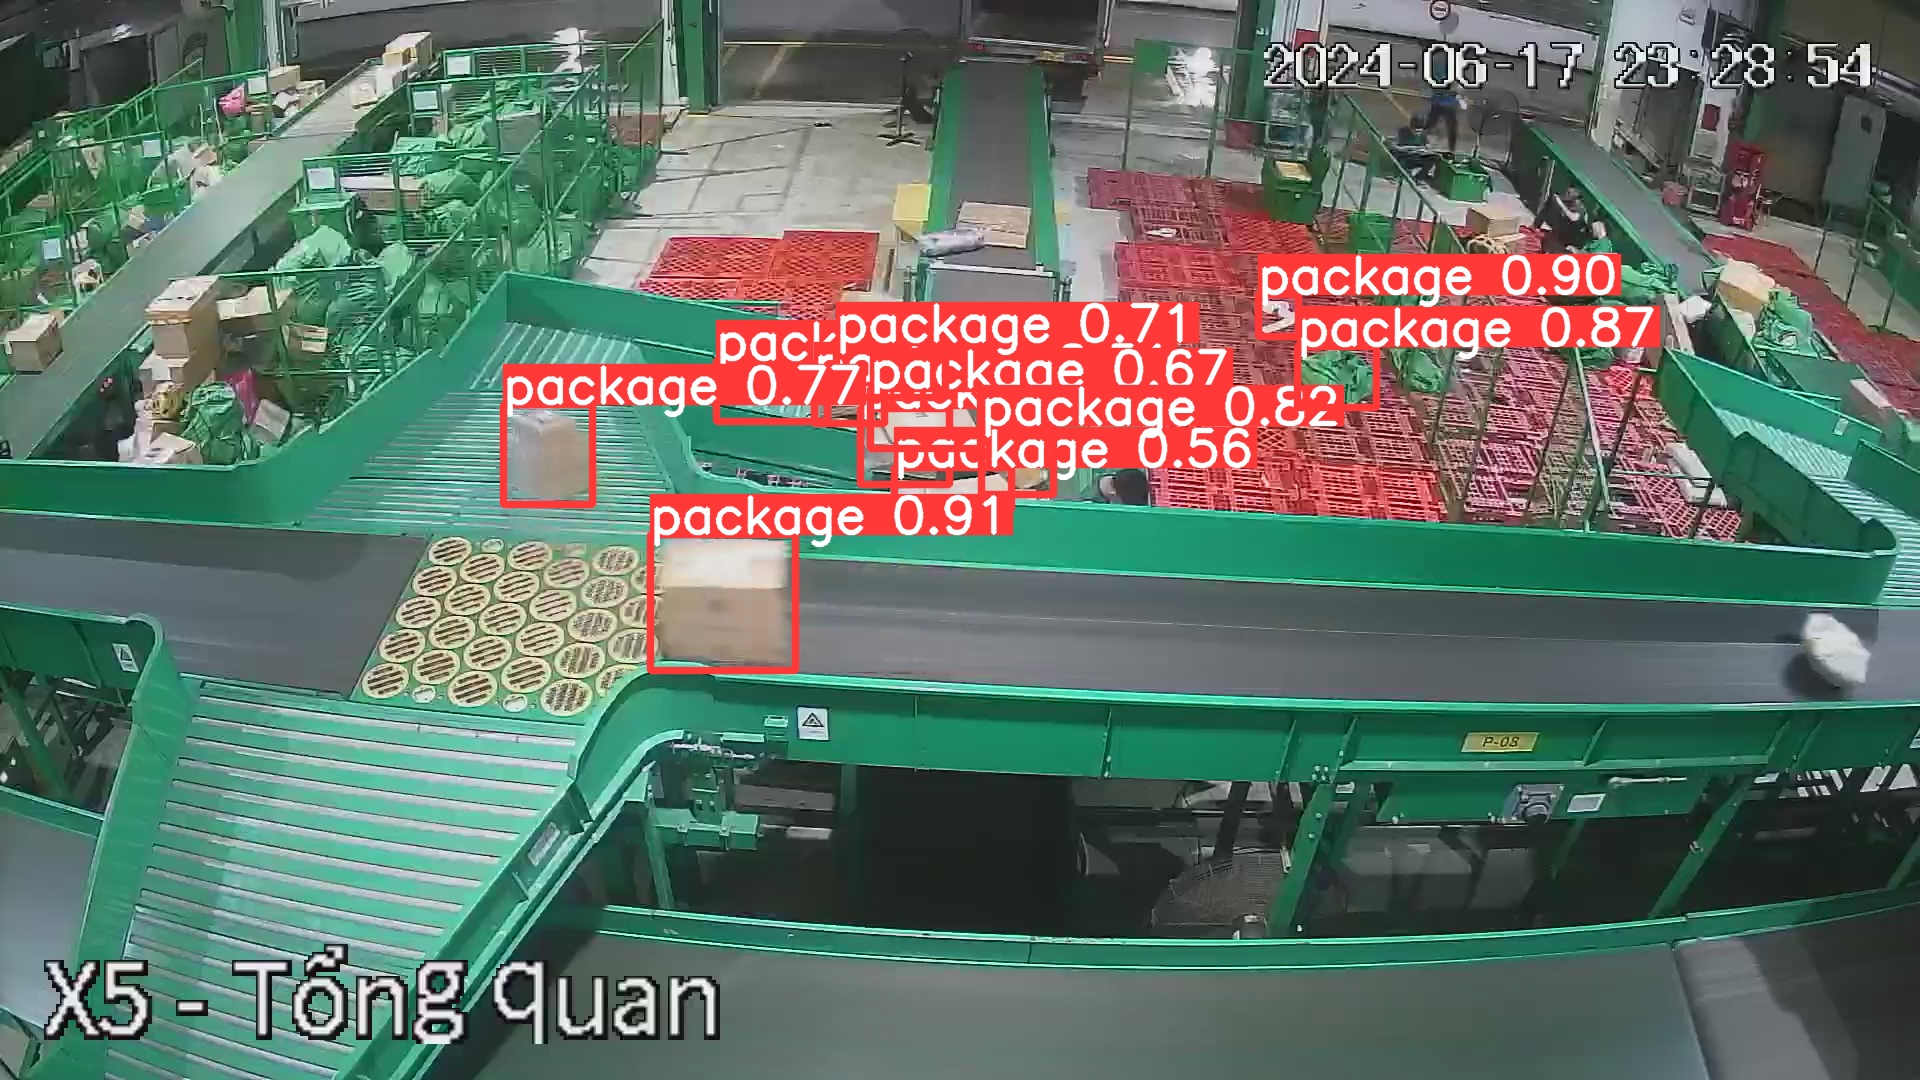 2024-06-17 23:28:54
package 0.90
package 0.71
package 0.87
pack
package 0.67
package 0.77
package 0.82
package 0.56
package 0.91
P-08
X5 - Tổng quan